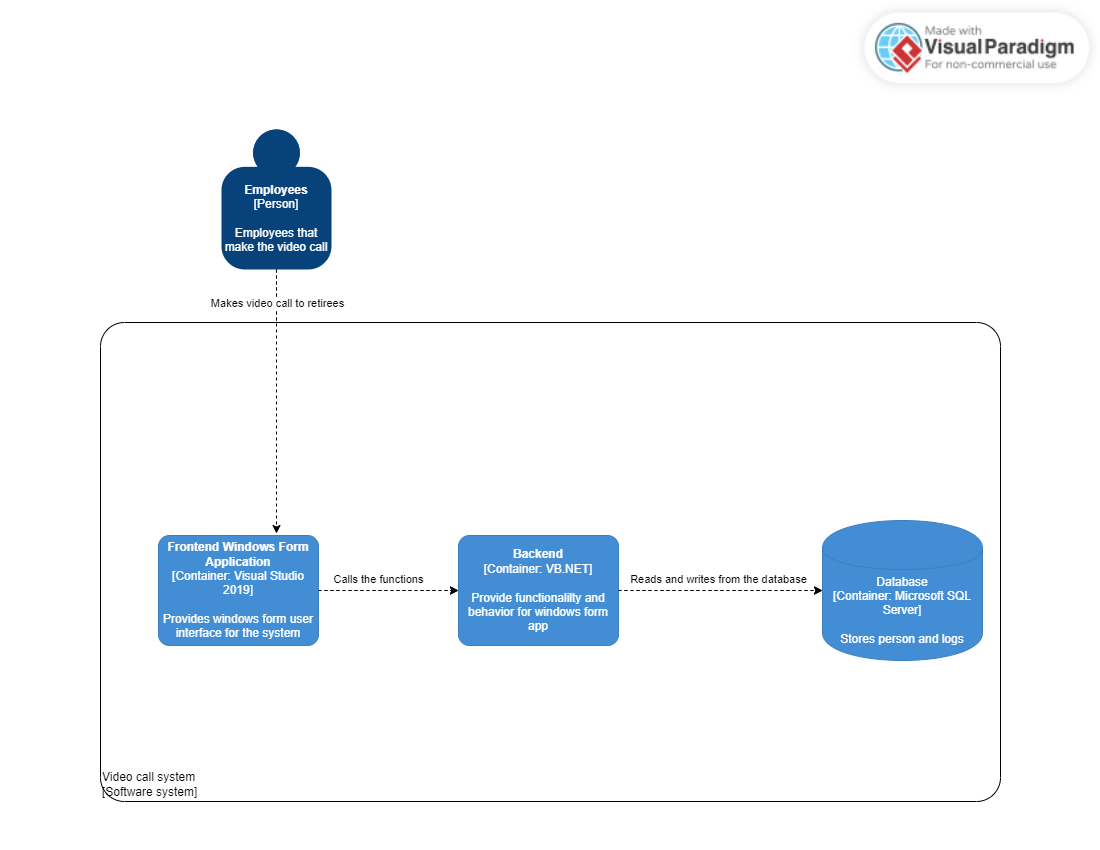 Made with
Visual Paradigm
For non-commercial use
Employees
[Person]
Employees that
make the video call
Makes video call to retirees
Frontend Windows Form
Application
[Container: Visual Studio
2019]
Provides windows form user
interface for the system
Calls the functions
Backend
[Container: VB.NET]
Provide functionalilty and
behavior for windows form
app
Reads and writes from the database
Database
[Container: Microsoft SQL
Server]
Stores person and logs
Video call system
[Software system]